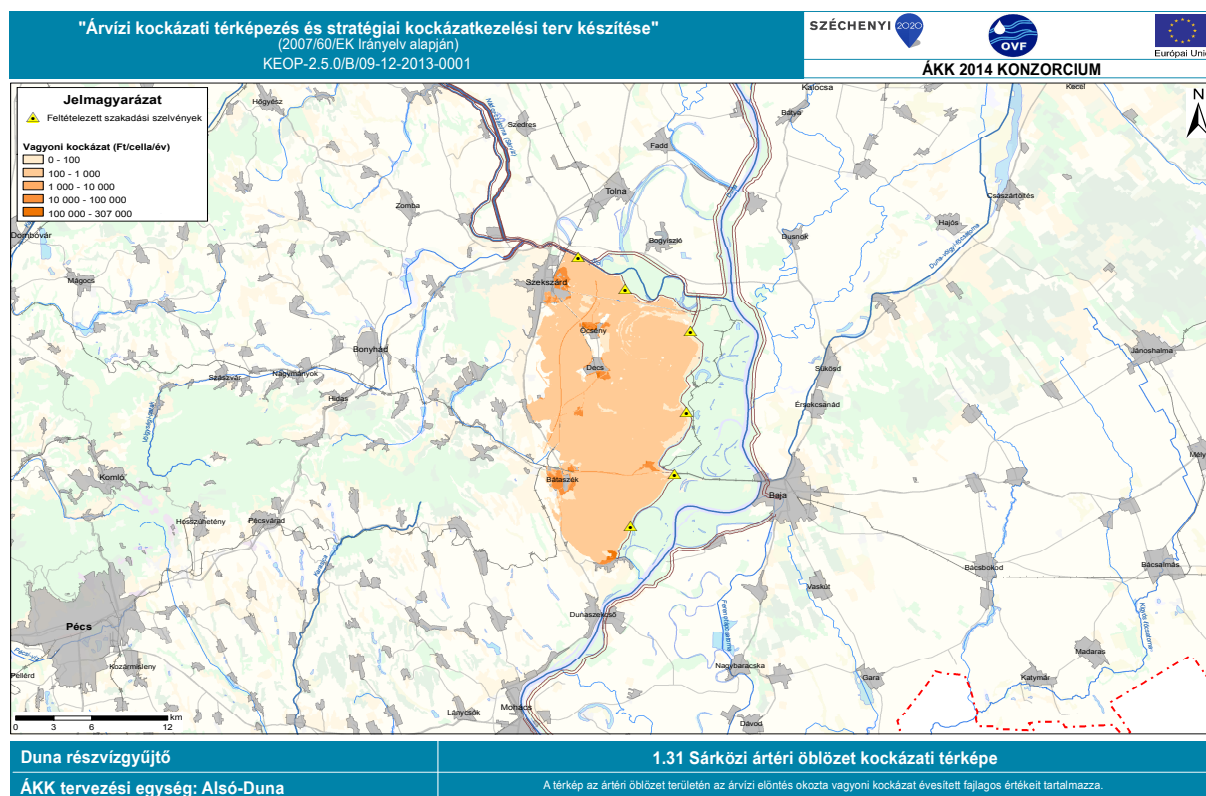 "Árvízi kockázati térképezés és stratégiai kockázatkezelési terv készítése"
(2007/60/EK Irányelv alapján)
KEOP-2.5.0/B/09-12-2013-0001
SZÉCHENYI 2020
OVF
Európai Unió
ÁKK 2014 KONZORCIUM
Jelmagyarázat
Feltételezett szakadási szelvények
Vagyoni kockázat (Ft/cella/év)
0 - 100
100 - 1 000
1 000 - 10 000
10 000 - 100 000
100 000 - 307 000
N
Hőgyész
Szedres
Kalocsa
Bátya
Kecel
Fadd
Tolna
Császártöltés
Zomba
Hajós
Dombóvár
Bogyiszló
Dusnok
Duna-völgyi-főcsatorna
Mágocs
Szekszárd
Őcsény
Bonyhád
Decs
Jánoshalma
Szászvár
Nagymányok
Sükösd
Hidas
Érsekcsanád
Komló
Bátaszék
Baja
Mély
Hosszúhetény
Pécsvárad
Bácsbokod
Bácsalmás
Vaskút
Dunaszekcső
Pécs
Kozármisleny
Pellérd
Nagybaracska
Gara
Madaras
Katymár
Lánycsók
Mohács
Dávod
0 3 6 12 km
Duna részvízgyűjtő
1.31 Sárközi ártéri öblözet kockázati térképe
ÁKK tervezési egység: Alsó-Duna
A térkép az ártéri öblözet területén az árvízi elöntés okozta vagyoni kockázat évesített fajlagos értékeit tartalmazza.